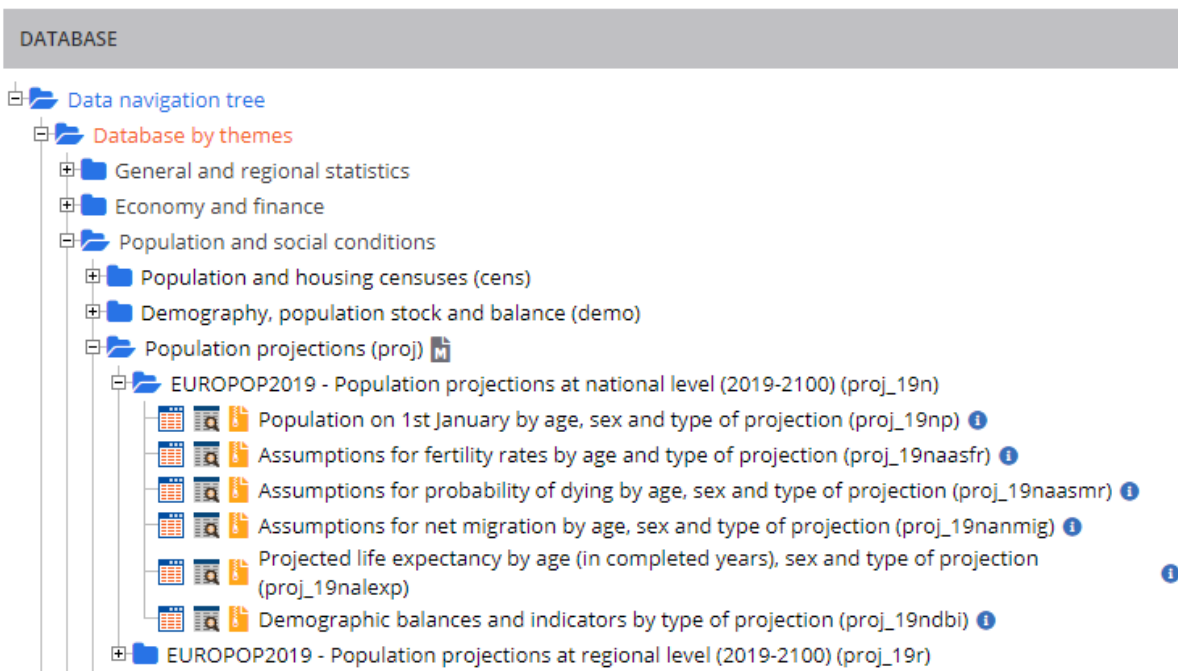 DATABASE
Data navigation tree
Database by themes
General and regional statistics
Economy and finance
Population and social conditions
Population and housing censuses (cens)
Demography, population stock and balance (demo)
Population projections (proj) M
EUROPOP2019 - Population projections at national level (2019-2100) (proj_19n)
Population on 1st January by age, sex and type of projection (proj_19np)
Assumptions for fertility rates by age and type of projection (proj_19naasfr)
Assumptions for probability of dying by age, sex and type of projection (proj_19naasmr)
Assumptions for net migration by age, sex and type of projection (proj_19nanmig)
Projected life expectancy by age (in completed years), sex and type of projection
(proj_19nalexp)
Demographic balances and indicators by type of projection (proj_19ndbi)
EUROPOP2019 - Population projections at regional level (2019-2100) (proj_19r)